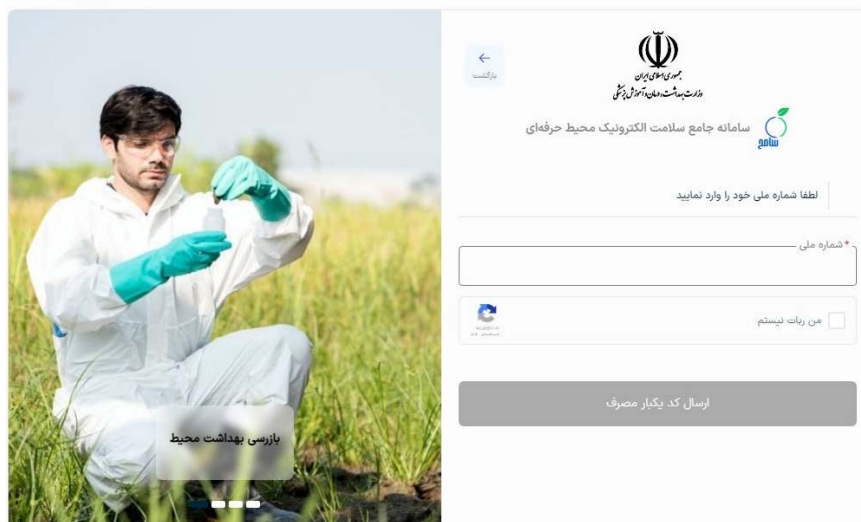 بازگشت
جمهوری اسلامی ایران
وزارت بهداشت، درمان و آموزش پزشکی
سامح
سامانه جامع سلامت الکترونیک محیط حرفه‌ای
لطفا شماره ملی خود را وارد نمایید
* شماره ملی
من ربات نیستم
ارسال کد یکبار مصرف
بازرسی بهداشت محیط